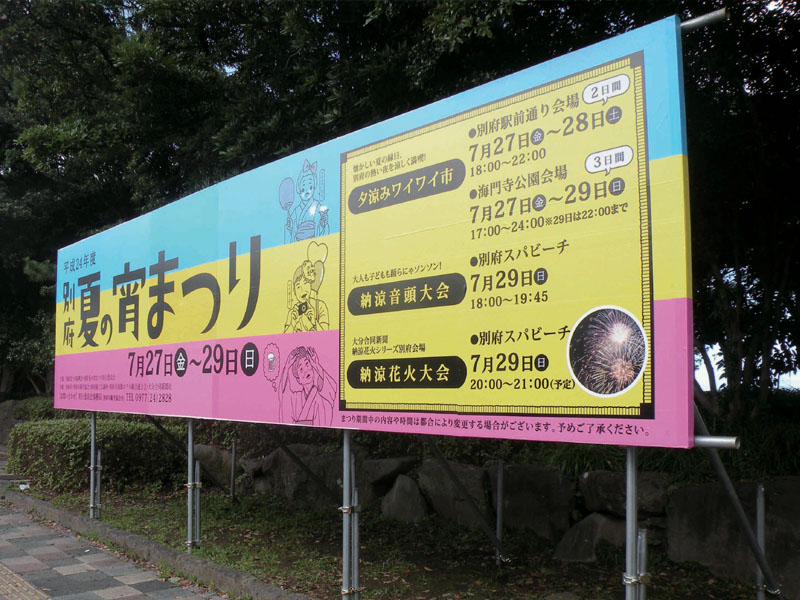 平成24年度
別府
夏の宵まつり
7月27日金〜29日日
TEL 0977(24)2828
懐かしい夏の縁日、
別府の熱い夜を涼しく満喫!
夕涼みワイワイ市
●別府駅前通り会場
2日間
7月27日金〜28日土
18:00〜22:00
●海門寺公園会場
3日間
7月27日金〜29日日
17:00〜24:00※29日は22:00まで
大人も子どもも踊らにゃソンソン!
納涼音頭大会
●別府スパビーチ
7月29日日
18:00〜19:45
大分合同新聞
納涼花火シリーズ別府会場
納涼花火大会
●別府スパビーチ
7月29日日
20:00〜21:00(予定)
まつり期間中の内容や時間は都合により変更する場合がございます。予めご了承ください。